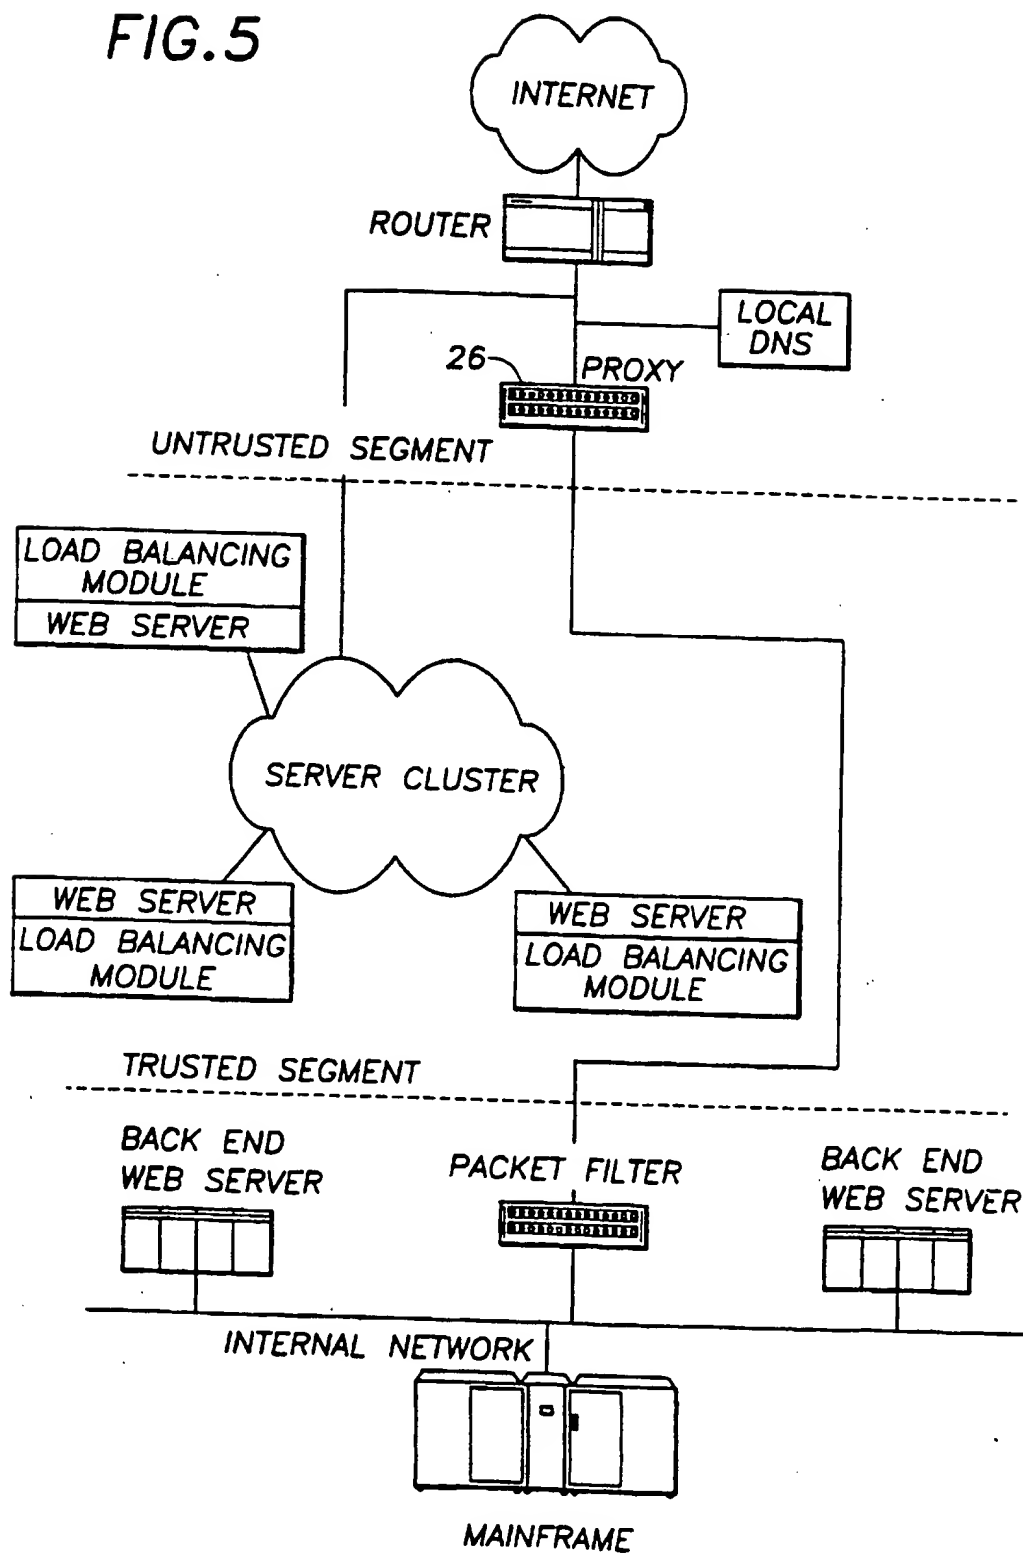 FIG.5
INTERNET
ROUTER
LOCAL
DNS
26
PROXY
UNTRUSTED SEGMENT
LOAD BALANCING
MODULE
WEB SERVER
SERVER CLUSTER
WEB SERVER
LOAD BALANCING
MODULE
WEB SERVER
LOAD BALANCING
MODULE
TRUSTED SEGMENT
BACK END
WEB SERVER
PACKET FILTER
BACK END
WEB SERVER
INTERNAL NETWORK
MAINFRAME